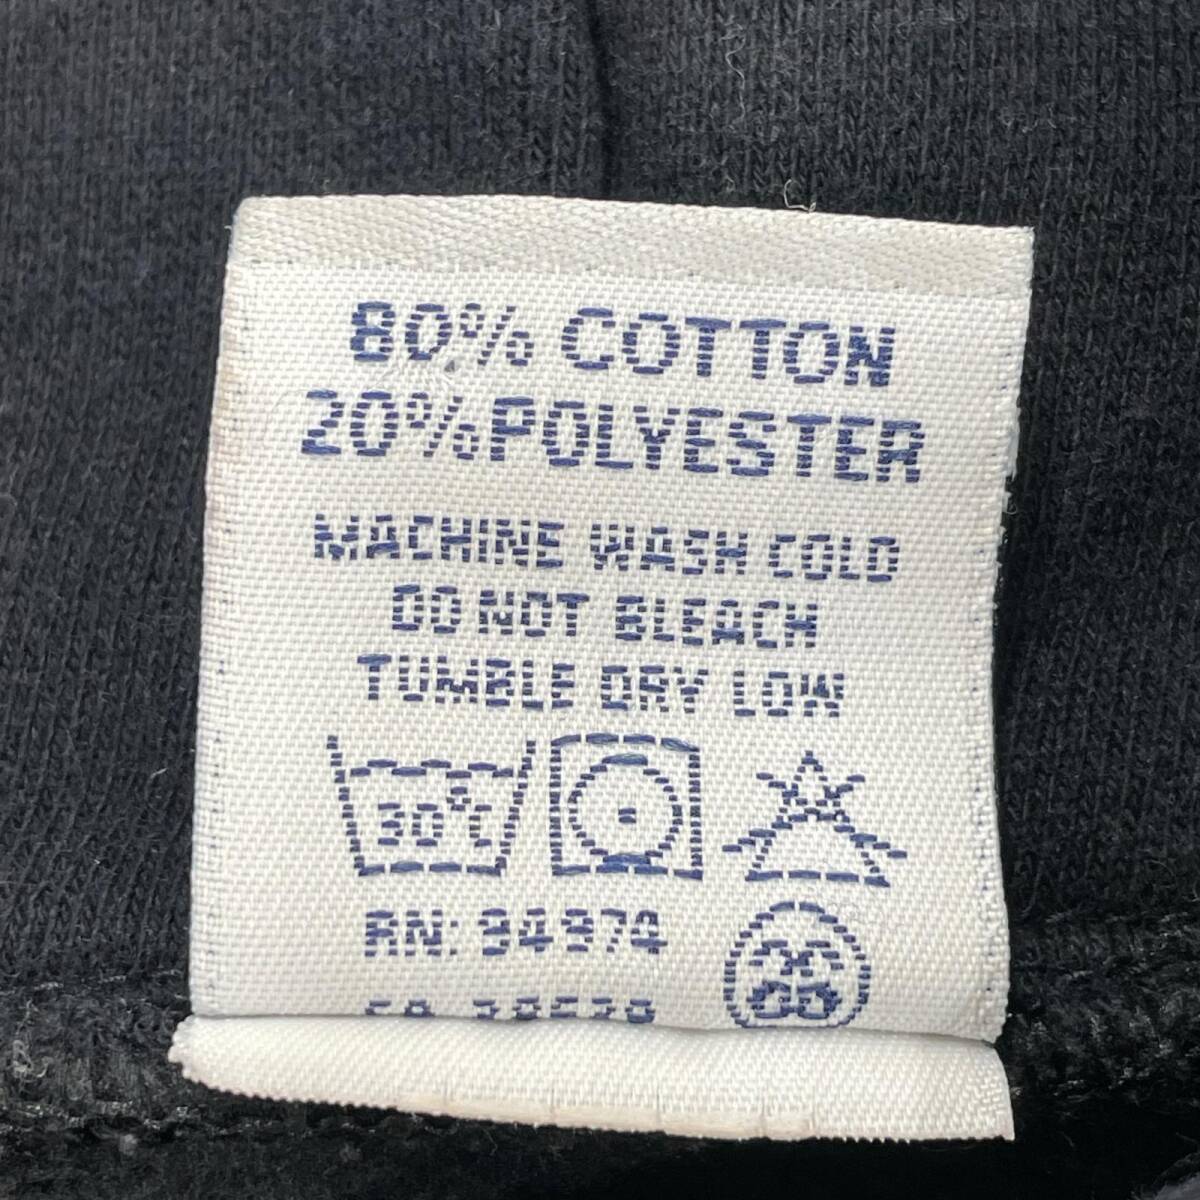 80% COTTON
20% POLYESTER
MACHINE WASH COLD
DO NOT BLEACH
TUMBLE DRY LOW
30°C
RN: 94974